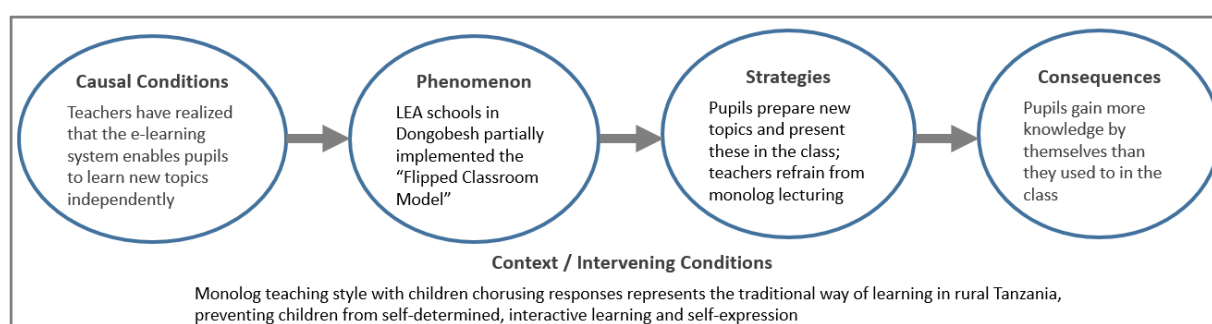 Causal Conditions
Teachers have realized
that the e-learning
system enables pupils
to learn new topics
independently
Phenomenon
LEA schools in
Dongobesh partially
implemented the
“Flipped Classroom
Model”
Strategies
Pupils prepare new
topics and present
these in the class;
teachers refrain from
monolog lecturing
Consequences
Pupils gain more
knowledge by
themselves than
they used to in the
class
Context / Intervening Conditions
Monolog teaching style with children chorusing responses represents the traditional way of learning in rural Tanzania,
preventing children from self-determined, interactive learning and self-expression